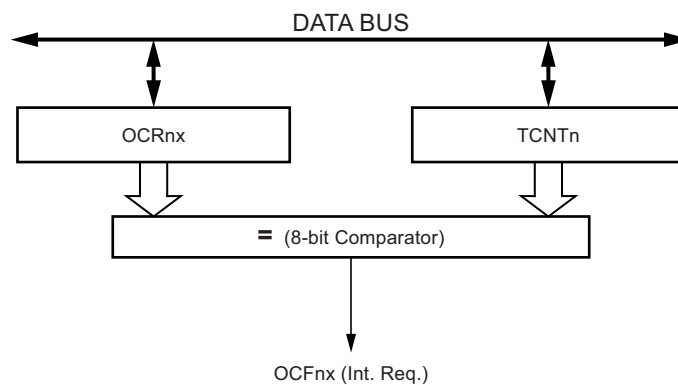 DATA BUS
OCRnx
TCNTn
= (8-bit Comparator)
OCFnx (Int. Req.)